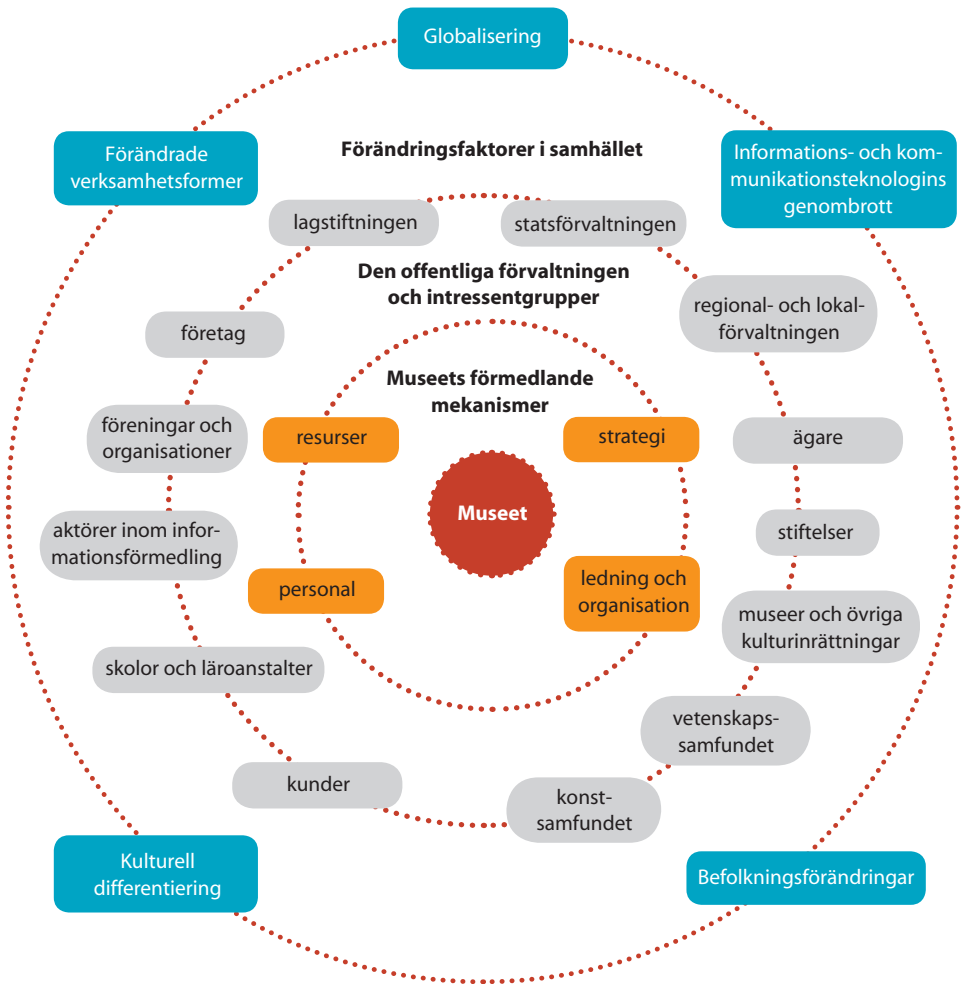 Globalisering
Förändrade
verksamhetsformer
Förändringsfaktorer i samhället
Informations- och kom-
munikationsteknologins
genombrott
lagstiftningen
statsförvaltningen
Den offentliga förvaltningen
och intressentgrupper
regional- och lokal-
förvaltningen
företag
Museets förmedlande
mekanismer
föreningar och
organisationer
resurser
strategi
ägare
Museet
aktörer inom infor-
mationsförmedling
stiftelser
personal
ledning och
organisation
museer och övriga
kulturinrättningar
skolor och läroanstalter
vetenskaps-
samfundet
kunder
konst-
samfundet
Kulturell
differentiering
Befolkningsförändringar